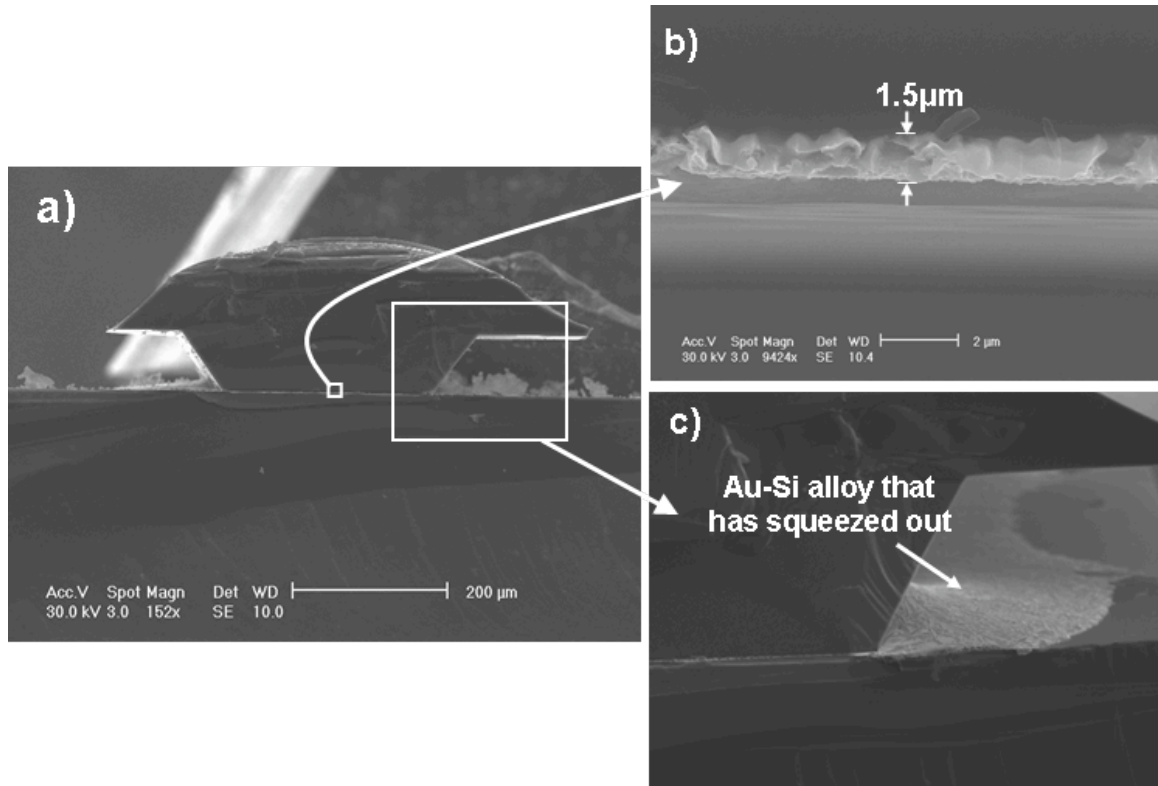 a)
Acc.V Spot Magn Det WD 200 µm
30.0 kV 3.0 152x SE 10.0
b)
1.5µm
Acc.V Spot Magn Det WD 2 µm
30.0 kV 3.0 9424x SE 10.4
c)
Au-Si alloy that
has squeezed out